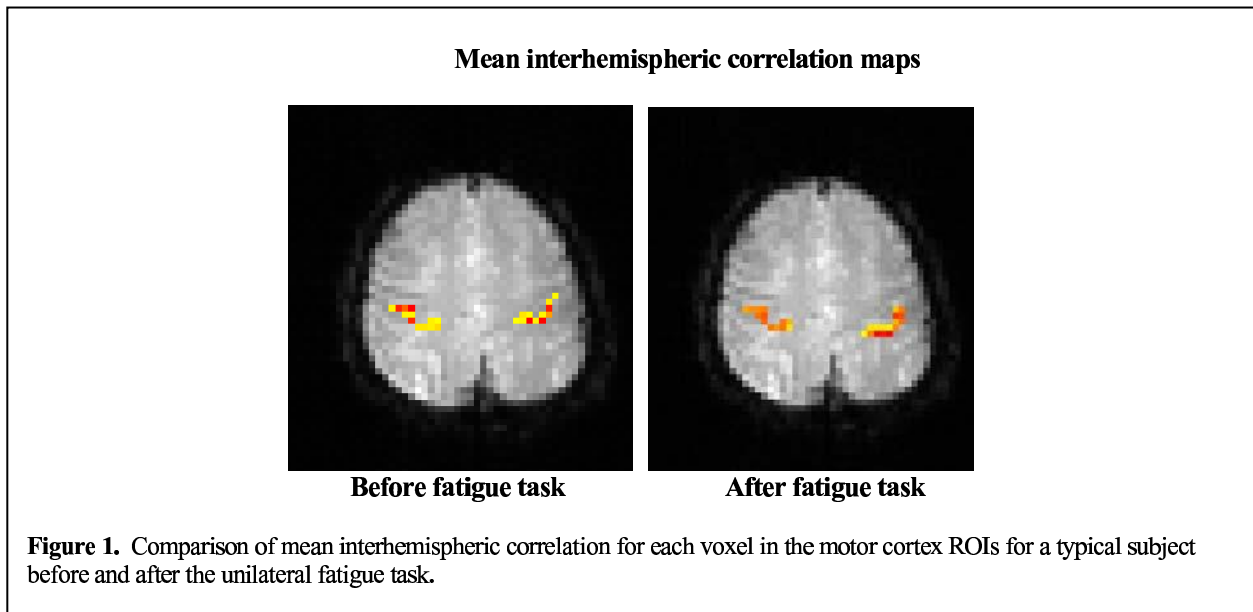 Mean interhemispheric correlation maps
Before fatigue task
After fatigue task
Figure 1. Comparison of mean interhemispheric correlation for each voxel in the motor cortex ROIs for a typical subject
before and after the unilateral fatigue task.